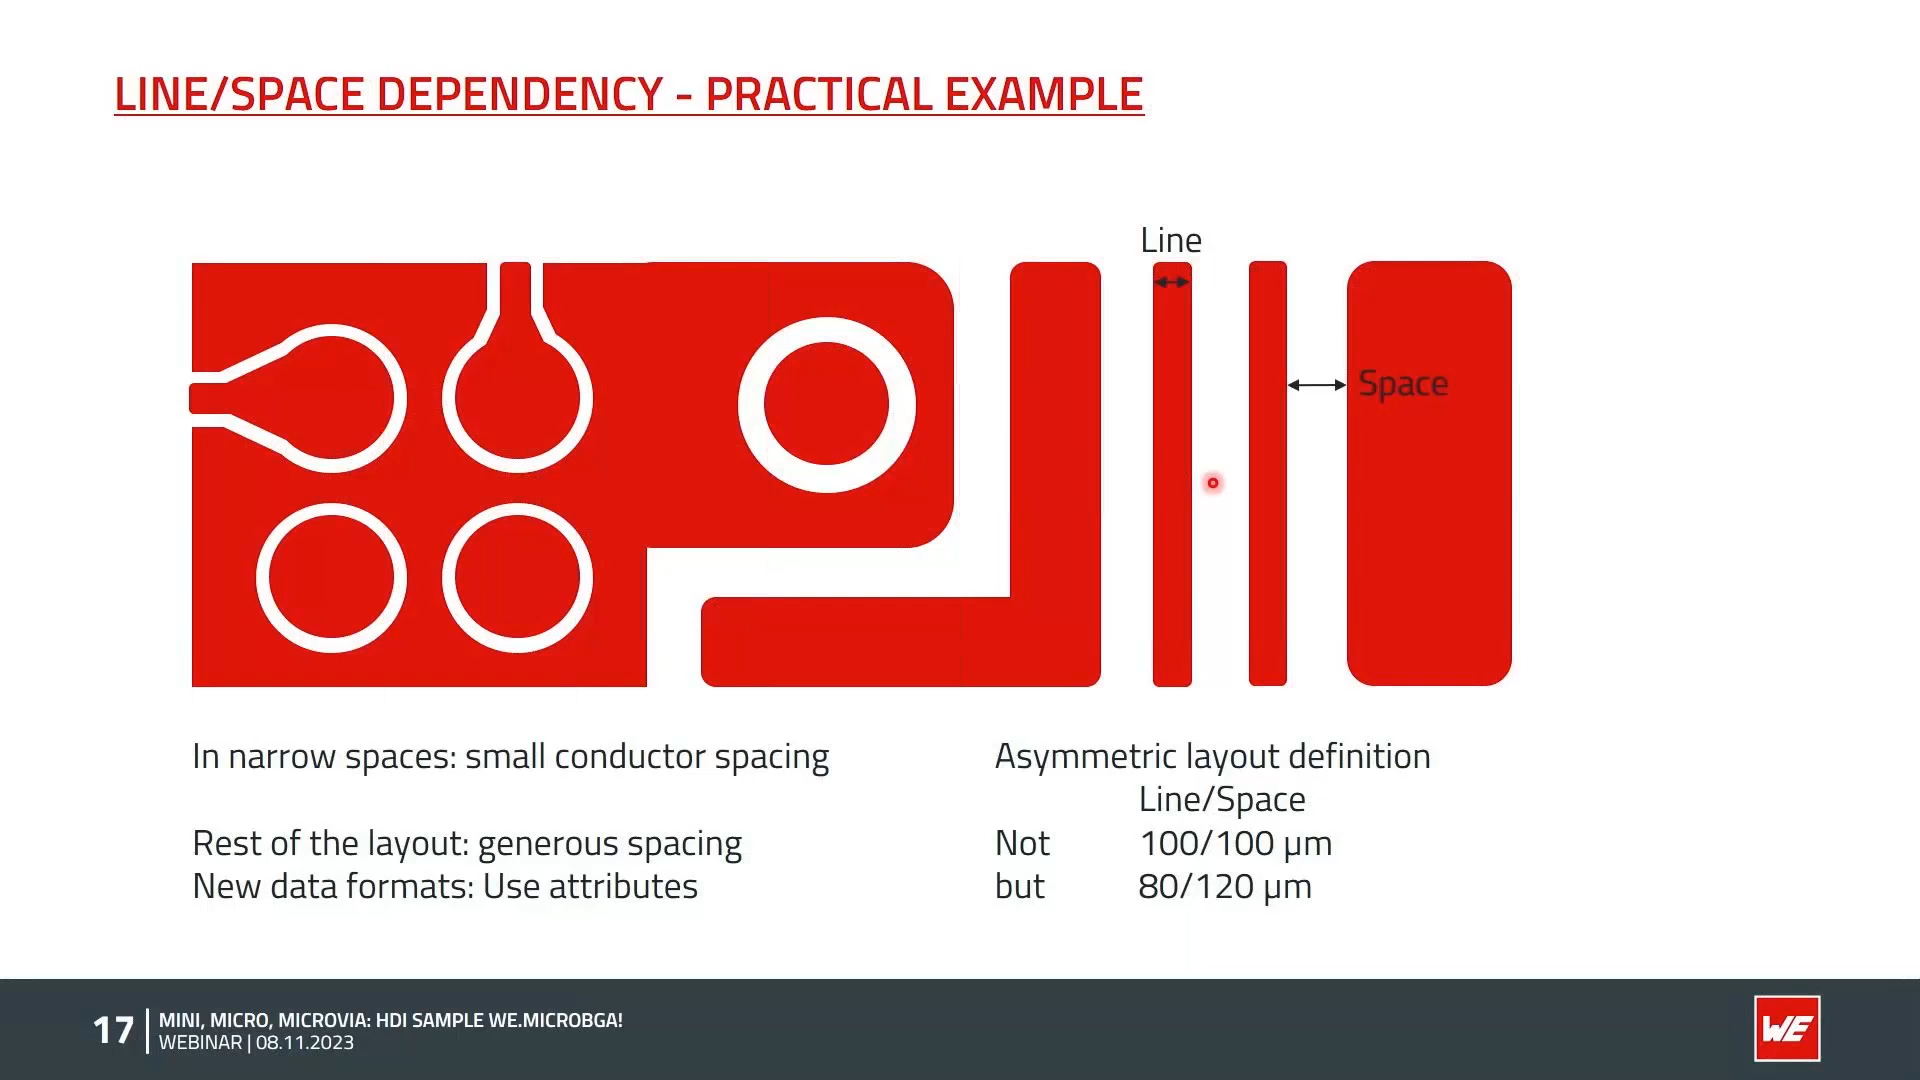 LINE/SPACE DEPENDENCY - PRACTICAL EXAMPLE
Line
Space
In narrow spaces: small conductor spacing
Rest of the layout: generous spacing
New data formats: Use attributes
Asymmetric layout definition
Line/Space
Not 100/100 µm
but 80/120 µm
17
MINI, MICRO, MICROVIA: HDI SAMPLE WE.MICROBGA!
WEBINAR | 08.11.2023
WE